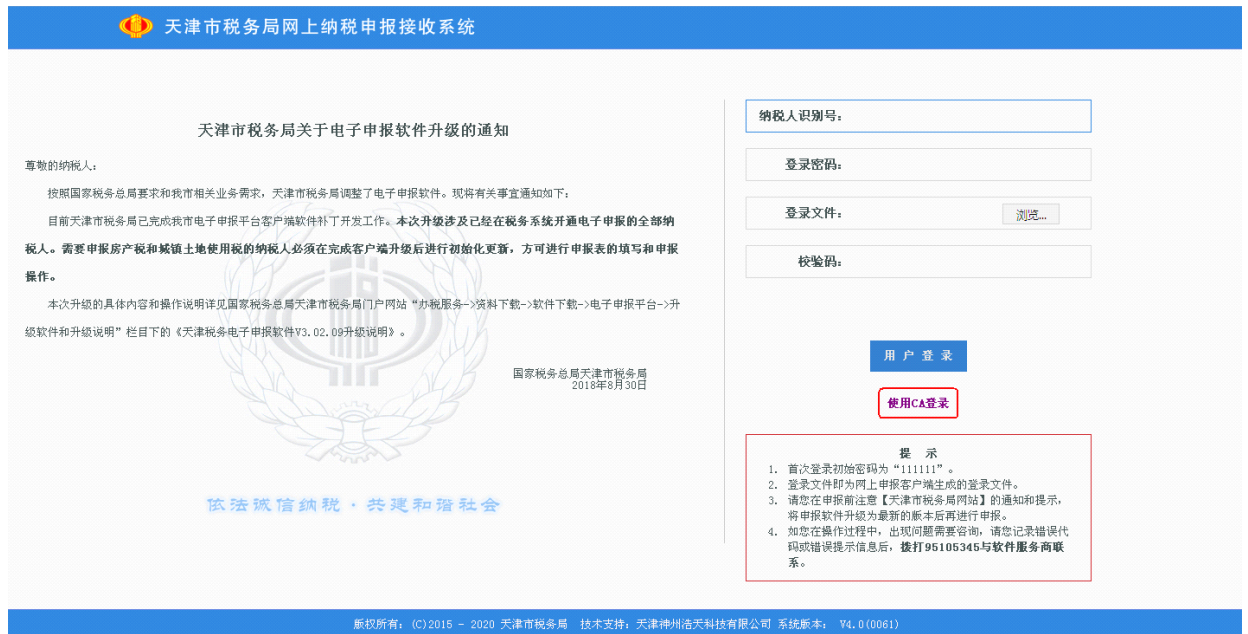 天津市税务局网上纳税申报接收系统
天津市税务局关于电子申报软件升级的通知
尊敬的纳税人：
按照国家税务总局要求和我市相关业务需求，天津市税务局调整了电子申报软件。现将有关事宜通知如下：
目前天津市税务局已完成我市电子申报平台客户端软件补丁开发工作。本次升级涉及已经在税务系统开通电子申报的全部纳
税人。需要申报房产税和城镇土地使用税的纳税人必须在完成客户端升级后进行初始化更新，方可进行申报表的填写和申报
操作。
本次升级的具体内容和操作说明详见国家税务总局天津市税务局门户网站“办税服务->资料下载->软件下载->电子申报平台->升
级软件和升级说明”栏目下的《天津税务电子申报软件V3.02.09升级说明》。
国家税务总局天津市税务局
2018年8月30日
依法诚信纳税·共建和谐社会
纳税人识别号：
登录密码：
登录文件：
浏览...
校验码：
用 户 登 录
使用CA登录
提 示
1. 首次登录初始密码为“111111”。
2. 登录文件即为网上申报客户端生成的登录文件。
3. 请您在申报前注意【天津市税务局网站】的通知和提示，
将申报软件升级为最新的版本后再进行申报。
4. 如您在操作过程中，出现问题需要咨询，请您记录错误代
码或错误提示信息后，拨打95105345与软件服务商联
系。
版权所有：(C)2015 - 2020 天津市税务局 技术支持：天津神州浩天科技有限公司 系统版本： V4.0(0061)